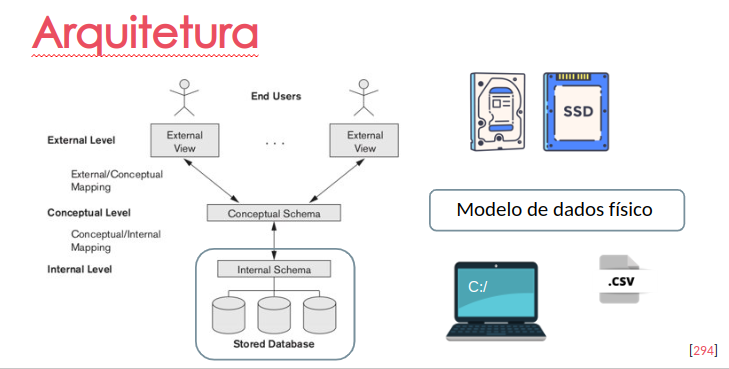 Arquitetura
End Users
External Level
External
View
. . .
External
View
External/Conceptual
Mapping
Conceptual Level
Conceptual Schema
Conceptual/Internal
Mapping
Internal Level
Internal Schema
Stored Database
SSD
Modelo de dados físico
C:/
.csv
[294]